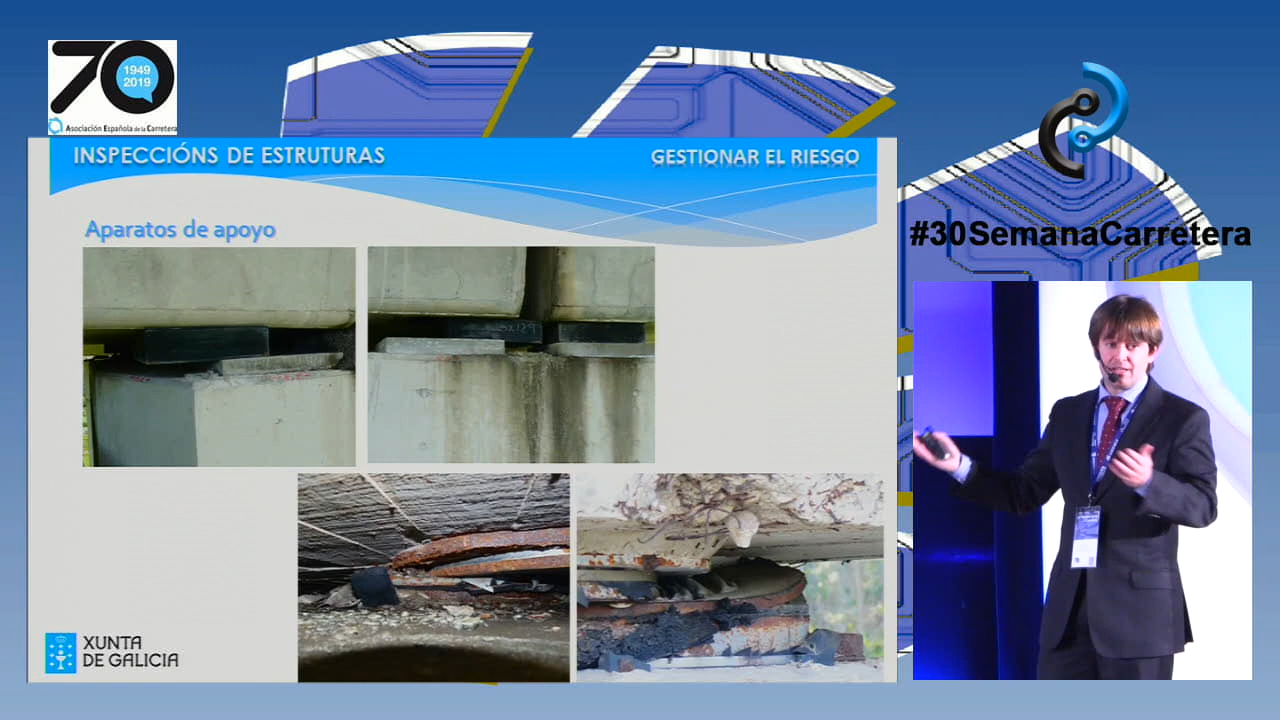 70
1949
2019
Asociación Española de la Carretera
INSPECCIÓNS DE ESTRUTURAS
GESTIONAR EL RIESGO
Aparatos de apoyo
#30SemanaCarretera
XUNTA
DE GALICIA